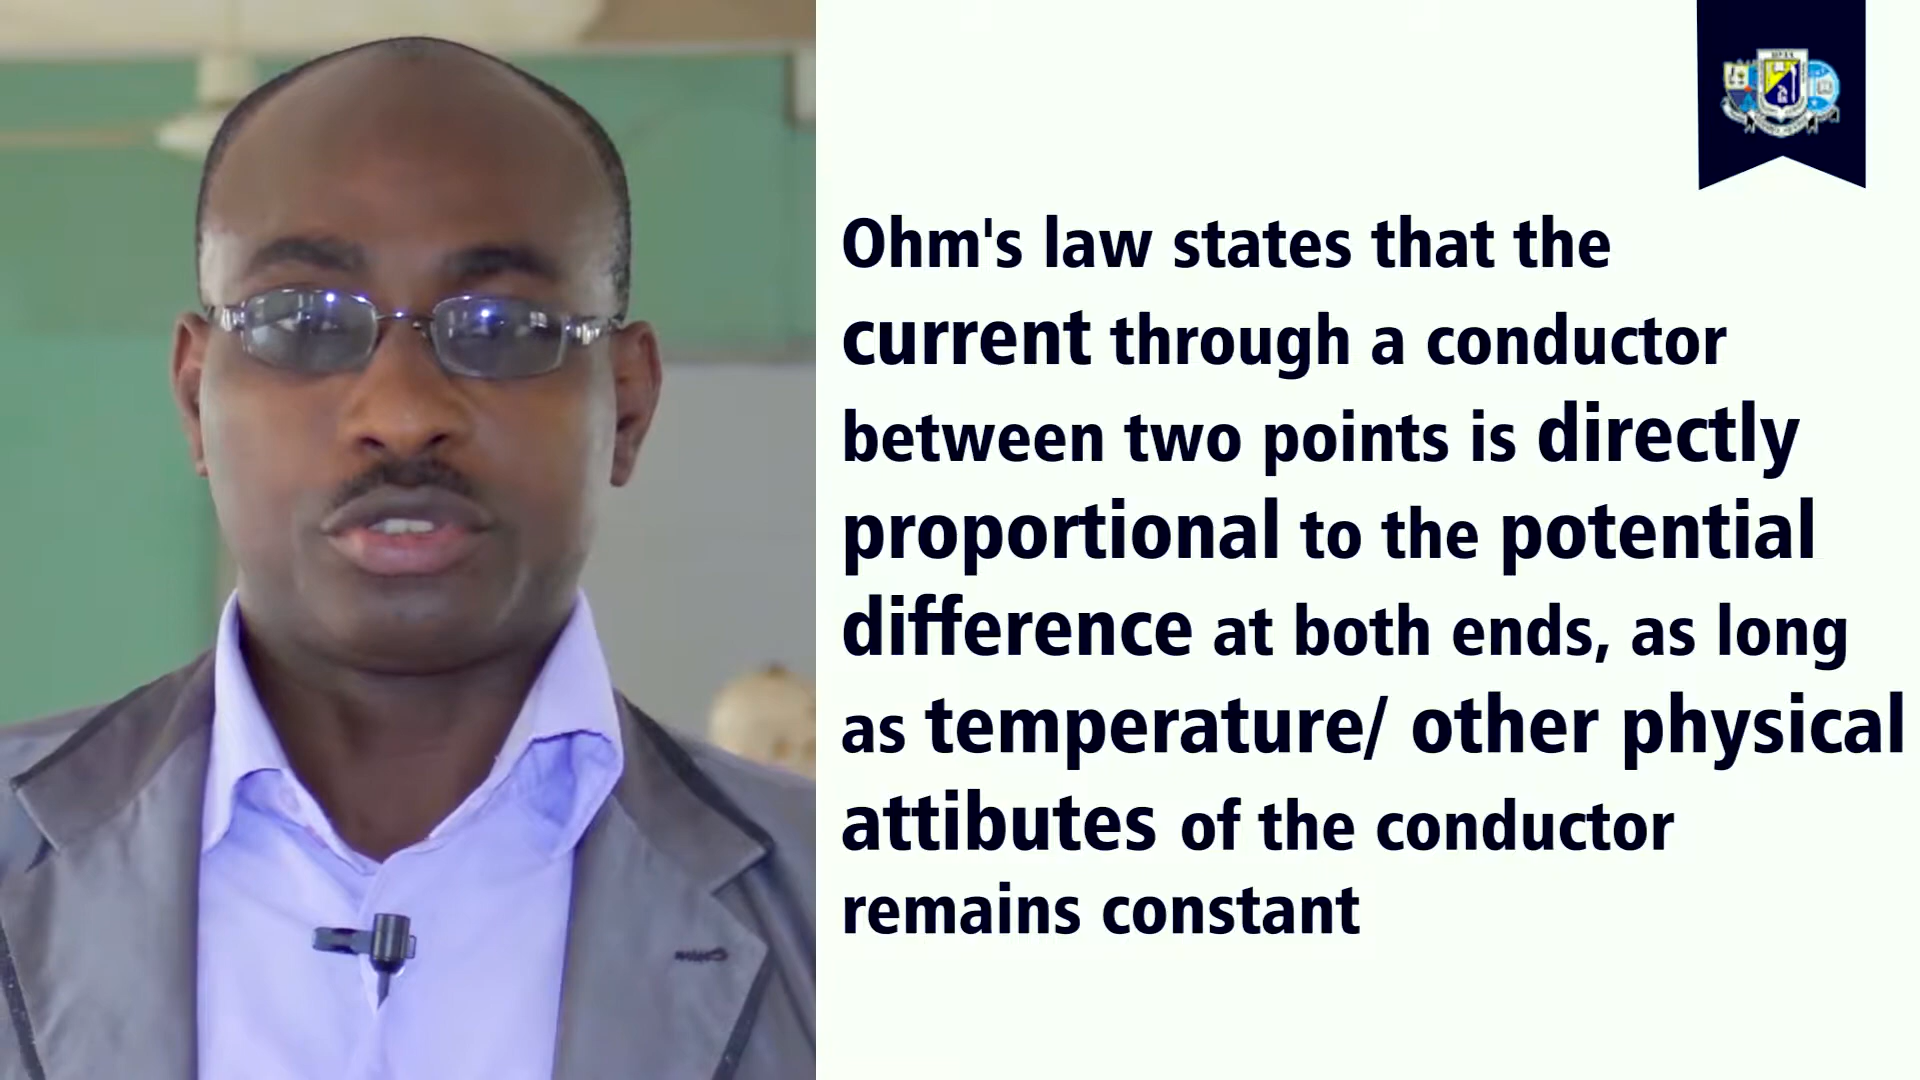 Ohm's law states that the
current through a conductor
between two points is directly
proportional to the potential
difference at both ends, as long
as temperature/ other physical
attibutes of the conductor
remains constant